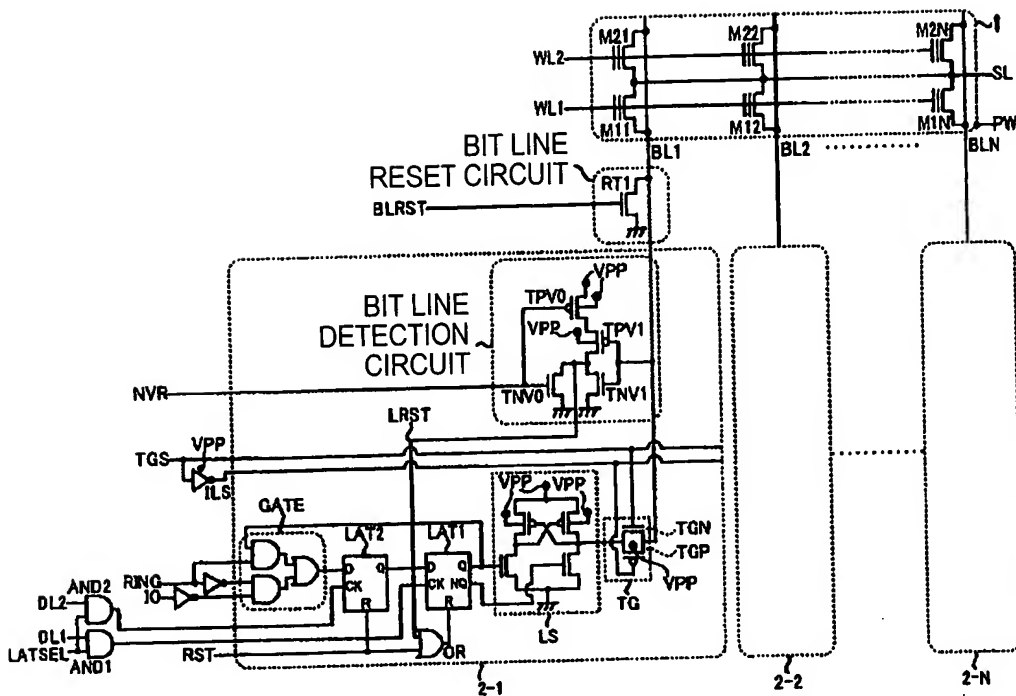 M21
M22
M2N
1
WL2
SL
WL1
M11
M12
M1N
PW
BL1
BL2
BLN
BIT LINE
RESET CIRCUIT
RT1
BLRST
VPP
BIT LINE
DETECTION
CIRCUIT
TPV0
VPP
TPV1
NVR
TNV0
TNV1
LRST
TGS
VPP
ILS
VPP
VPP
GATE
LAT2
LAT1
TGN
TGP
VPP
TG
RING
IO
D
Q
D
Q
CK
CK
NQ
R
R
AND2
DL2
DL1
LATSEL
AND1
RST
OR
LS
2-1
2-2
2-N